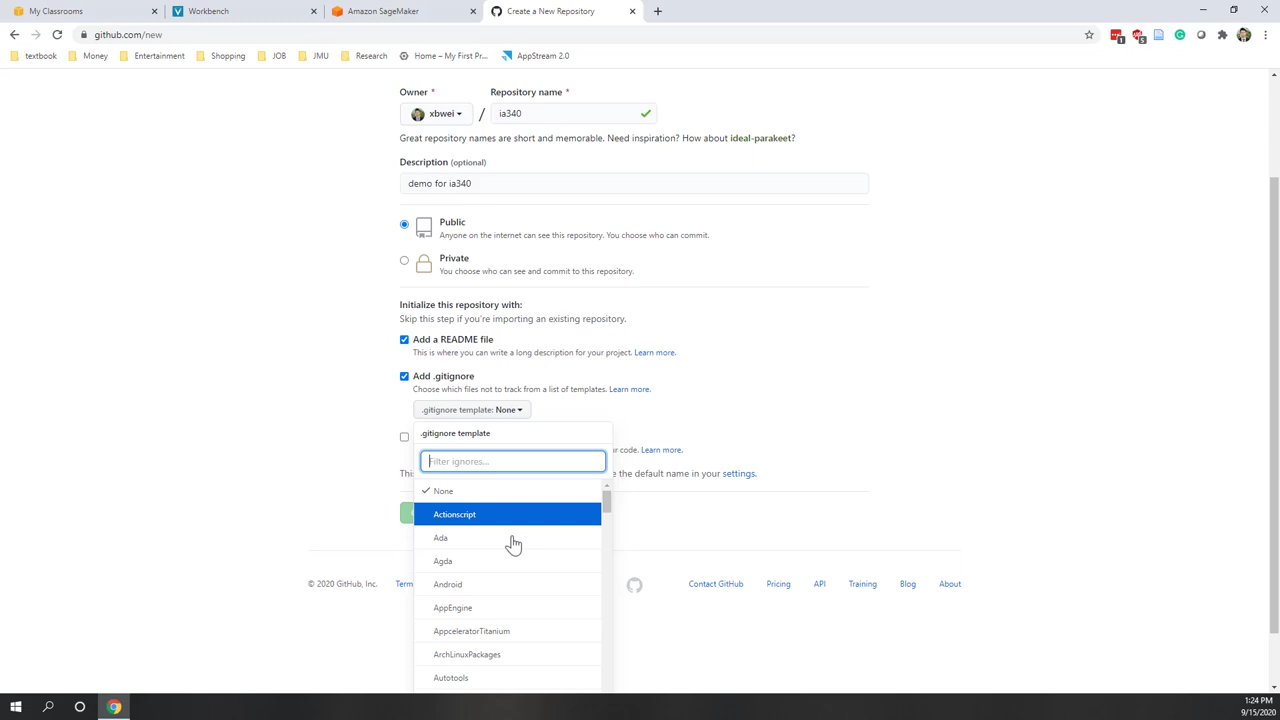 My Classrooms
Workbench
Amazon SageMaker
Create a New Repository
github.com/new
1
5
textbook
Money
Entertainment
Shopping
JOB
JMU
Research
Home – My First Pr...
AppStream 2.0
Owner *
Repository name *
xbwei
/
ia340
Great repository names are short and memorable. Need inspiration? How about ideal-parakeet?
Description (optional)
demo for ia340
Public
Anyone on the internet can see this repository. You choose who can commit.
Private
You choose who can see and commit to this repository.
Initialize this repository with:
Skip this step if you're importing an existing repository.
Add a README file
This is where you can write a long description for your project. Learn more.
Add .gitignore
Choose which files not to track from a list of templates. Learn more.
.gitignore template: None
.gitignore template
Filter ignores...
r code. Learn more.
Thi
e the default name in your settings.
None
Actionscript
Ada
Agda
Android
AppEngine
AppceleratorTitanium
ArchLinuxPackages
Autotools
© 2020 GitHub, Inc.
Term
Contact GitHub
Pricing
API
Training
Blog
About
1:24 PM
9/15/2020